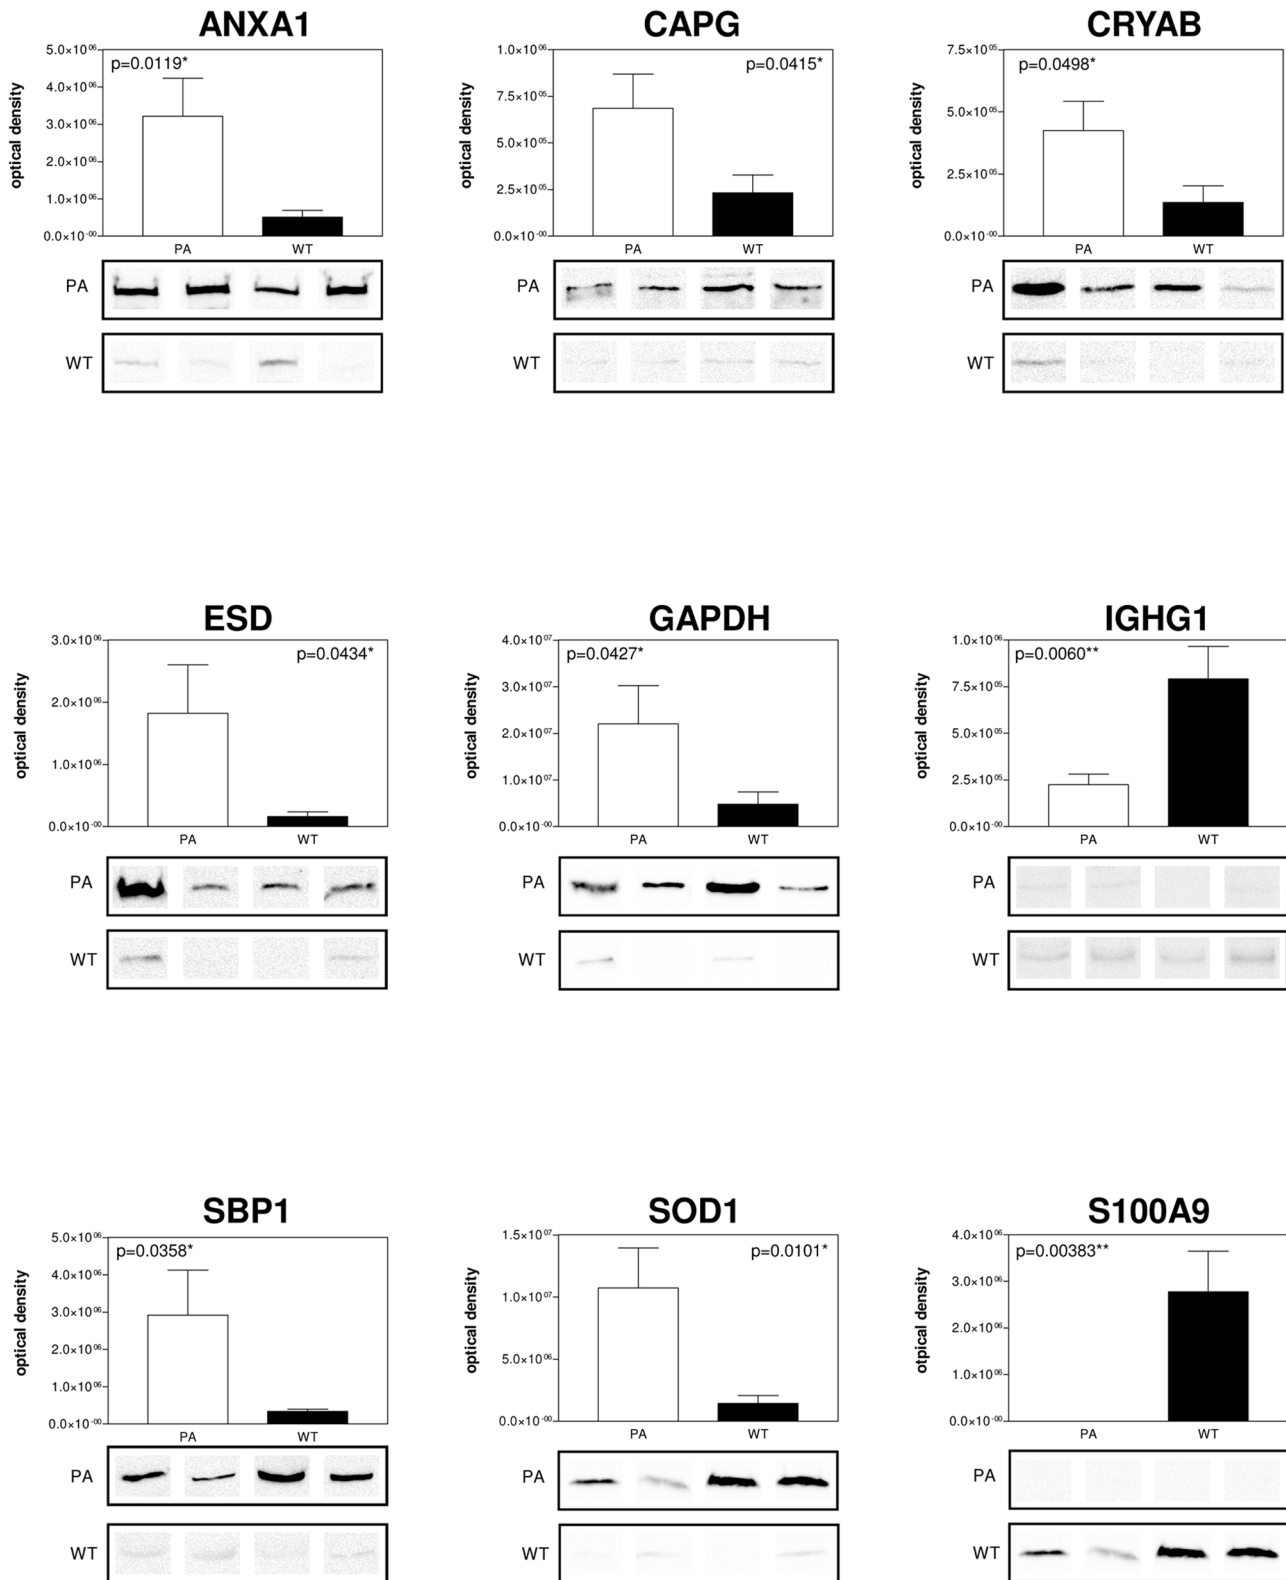 ANXA1
optical density
p=0.0119*
5.0×10⁰⁶
4.0×10⁰⁶
3.0×10⁰⁶
2.0×10⁰⁶
1.0×10⁰⁶
0.0×10⁻⁰⁰
PA WT
PA
WT
CAPG
optical density
p=0.0415*
1.0×10⁰⁶
7.5×10⁰⁵
5.0×10⁰⁵
2.5×10⁰⁵
0.0×10⁻⁰⁰
PA WT
PA
WT
CRYAB
optical density
p=0.0498*
7.5×10⁰⁵
5.0×10⁰⁵
2.5×10⁰⁵
0.0×10⁻⁰⁰
PA WT
PA
WT
ESD
optical density
p=0.0434*
3.0×10⁰⁶
2.0×10⁰⁶
1.0×10⁰⁶
0.0×10⁻⁰⁰
PA WT
PA
WT
GAPDH
optical density
p=0.0427*
4.0×10⁰⁷
3.0×10⁰⁷
2.0×10⁰⁷
1.0×10⁰⁷
0.0×10⁻⁰⁰
PA WT
PA
WT
IGHG1
optical density
p=0.0060**
1.0×10⁰⁶
7.5×10⁰⁵
5.0×10⁰⁵
2.5×10⁰⁵
0.0×10⁻⁰⁰
PA WT
PA
WT
SBP1
optical density
p=0.0358*
5.0×10⁰⁶
4.0×10⁰⁶
3.0×10⁰⁶
2.0×10⁰⁶
1.0×10⁰⁶
0.0×10⁻⁰⁰
PA WT
PA
WT
SOD1
optical density
p=0.0101*
1.5×10⁰⁷
1.0×10⁰⁷
5.0×10⁰⁶
0.0×10⁻⁰⁰
PA WT
PA
WT
S100A9
otpical density
p=0.00383**
4.0×10⁰⁶
3.0×10⁰⁶
2.0×10⁰⁶
1.0×10⁰⁶
0.0×10⁻⁰⁰
PA WT
PA
WT